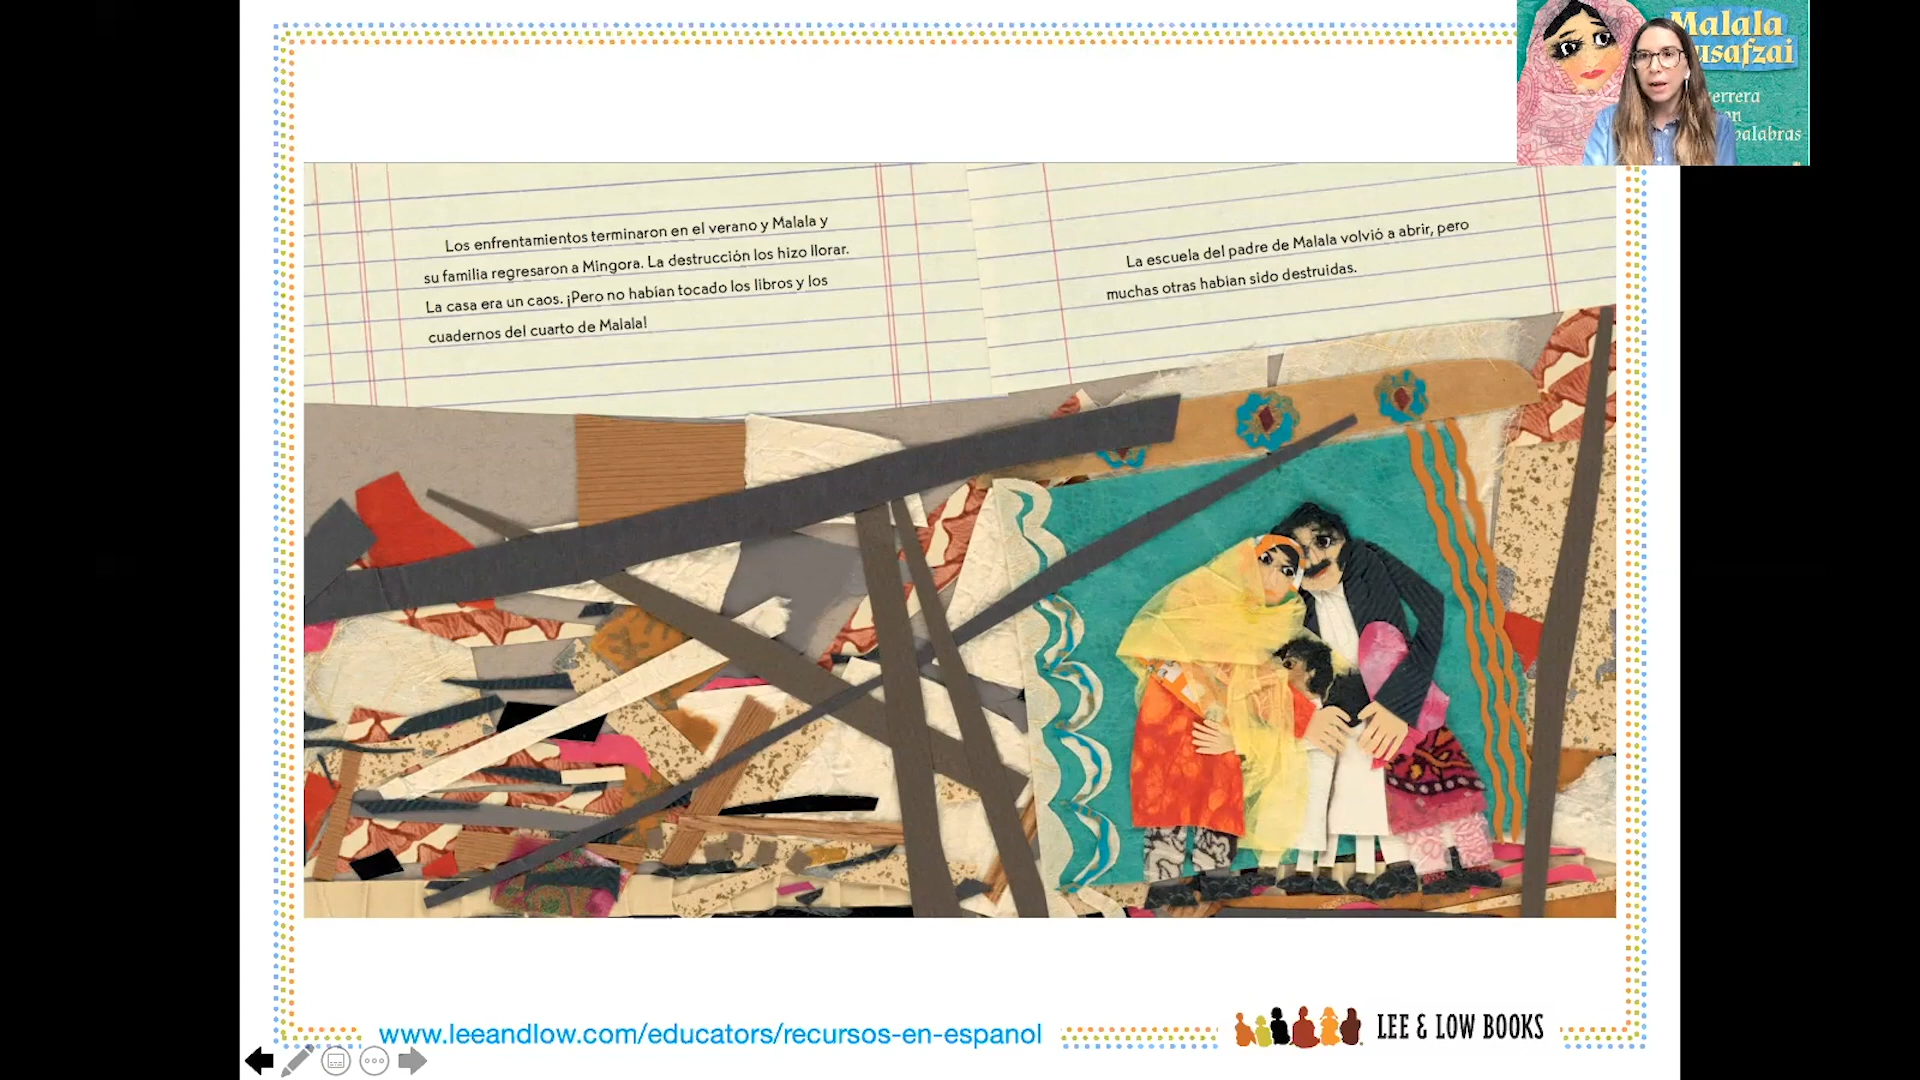 Malala
usafzai
errera
on
palabras
Los enfrentamientos terminaron en el verano y Malala y
su familia regresaron a Mingora. La destrucción los hizo llorar.
La casa era un caos. ¡Pero no habían tocado los libros y los
cuadernos del cuarto de Malala!
La escuela del padre de Malala volvió a abrir, pero
muchas otras habían sido destruidas.
www.leeandlow.com/educators/recursos-en-espanol
LEE & LOW BOOKS